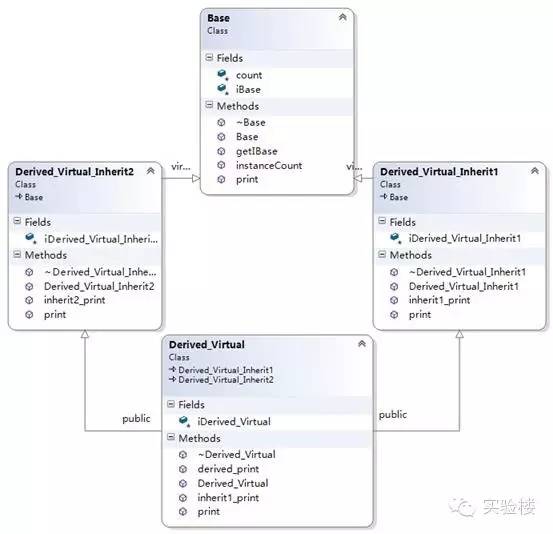 Base
Class
Fields
count
iBase
Methods
~Base
Base
getIBase
instanceCount
print
vir...
vi...
Derived_Virtual_Inherit2
Class
Base
Fields
iDerived_Virtual_Inheri...
Methods
~Derived_Virtual_Inhe...
Derived_Virtual_Inherit2
inherit2_print
print
Derived_Virtual_Inherit1
Class
Base
Fields
iDerived_Virtual_Inherit1
Methods
~Derived_Virtual_Inherit1
Derived_Virtual_Inherit1
inherit1_print
print
Derived_Virtual
Class
Derived_Virtual_Inherit1
Derived_Virtual_Inherit2
Fields
iDerived_Virtual
Methods
~Derived_Virtual
derived_print
Derived_Virtual
inherit1_print
print
public
public
实验楼